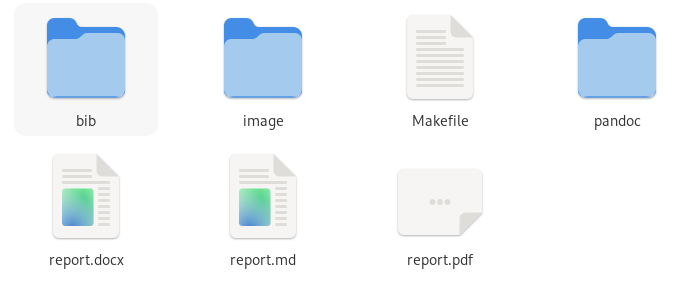 bib
image
Makefile
pandoc
report.docx
report.md
report.pdf